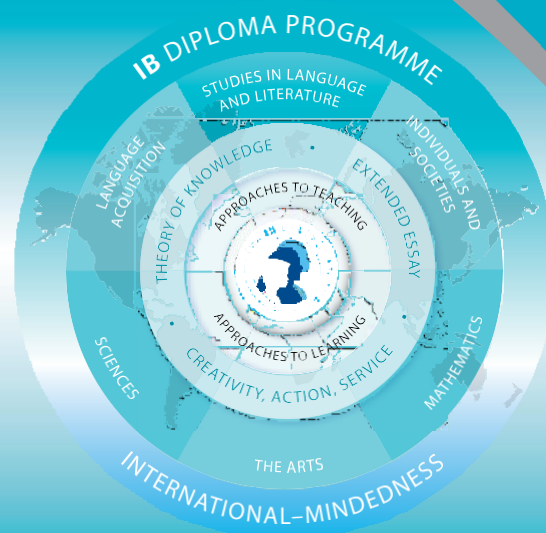 IB DIPLOMA PROGRAMME
STUDIES IN LANGUAGE
AND LITERATURE
LANGUAGE
ACQUISITION
INDIVIDUALS AND
SOCIETIES
THEORY OF KNOWLEDGE
EXTENDED ESSAY
APPROACHES TO TEACHING
APPROACHES TO LEARNING
CREATIVITY, ACTION, SERVICE
SCIENCES
MATHEMATICS
THE ARTS
INTERNATIONAL–MINDEDNESS